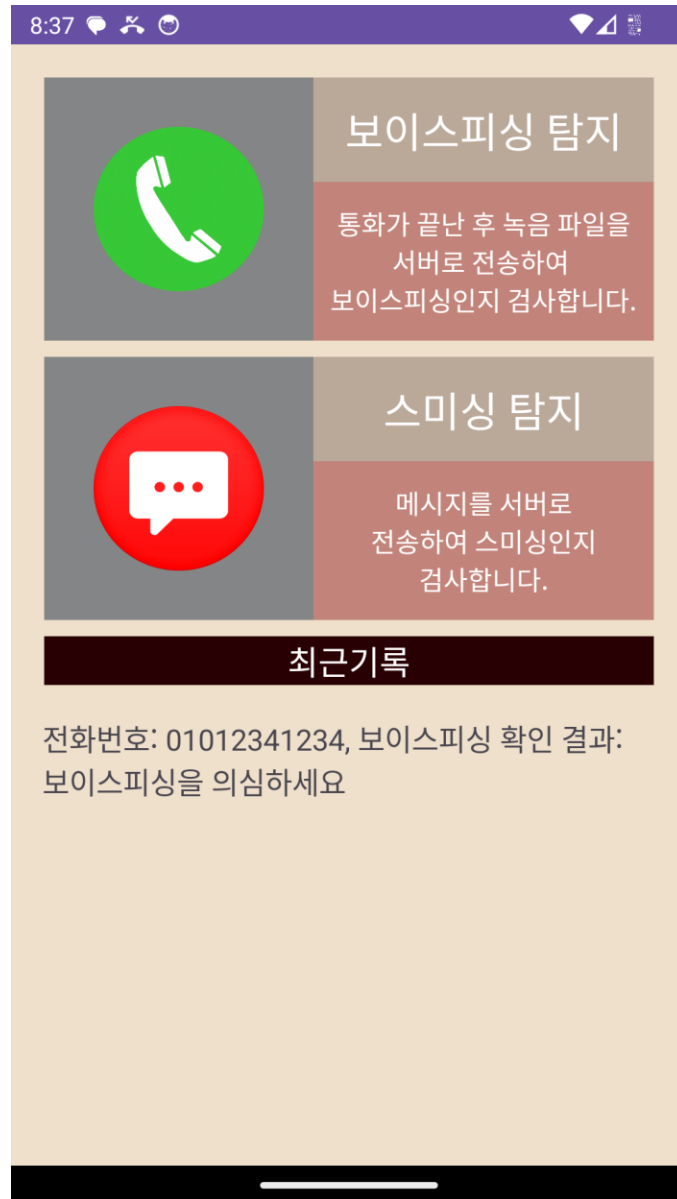 8:37
보이스피싱 탐지
통화가 끝난 후 녹음 파일을
서버로 전송하여
보이스피싱인지 검사합니다.
스미싱 탐지
메시지를 서버로
전송하여 스미싱인지
검사합니다.
최근기록
전화번호: 01012341234, 보이스피싱 확인 결과:
보이스피싱을 의심하세요